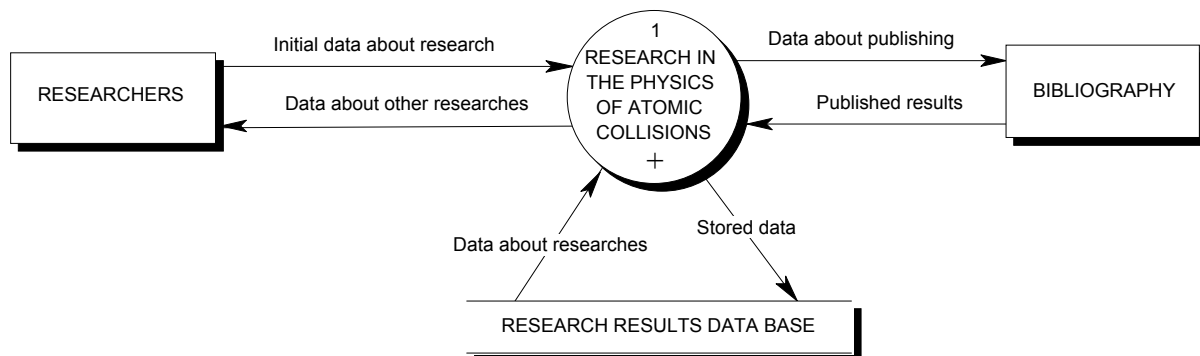 1
Initial data about research
RESEARCH IN
THE PHYSICS
OF ATOMIC
COLLISIONS
+
Data about publishing
RESEARCHERS
BIBLIOGRAPHY
Data about other researches
Published results
Data about researches
Stored data
RESEARCH RESULTS DATA BASE